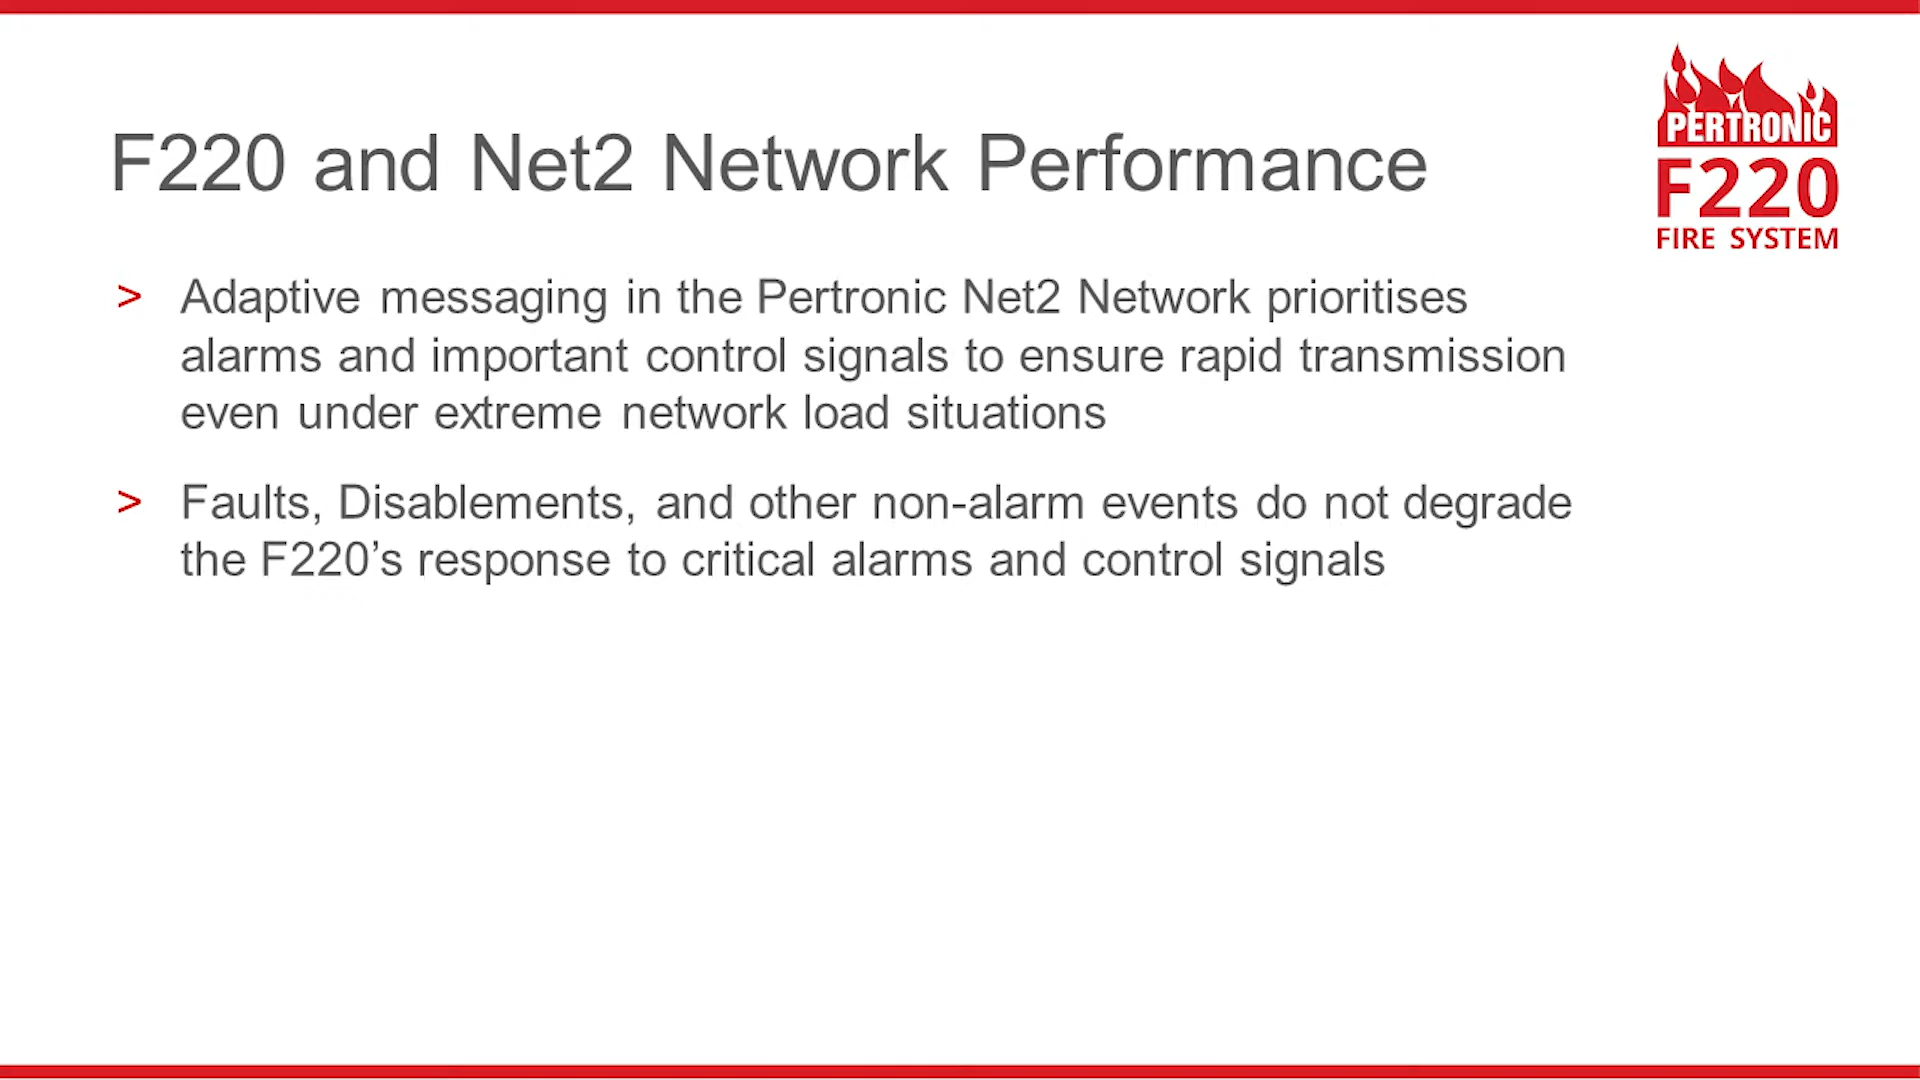 PERTRONIC
F220
FIRE SYSTEM
F220 and Net2 Network Performance
> Adaptive messaging in the Pertronic Net2 Network prioritises
alarms and important control signals to ensure rapid transmission
even under extreme network load situations
> Faults, Disablements, and other non-alarm events do not degrade
the F220’s response to critical alarms and control signals